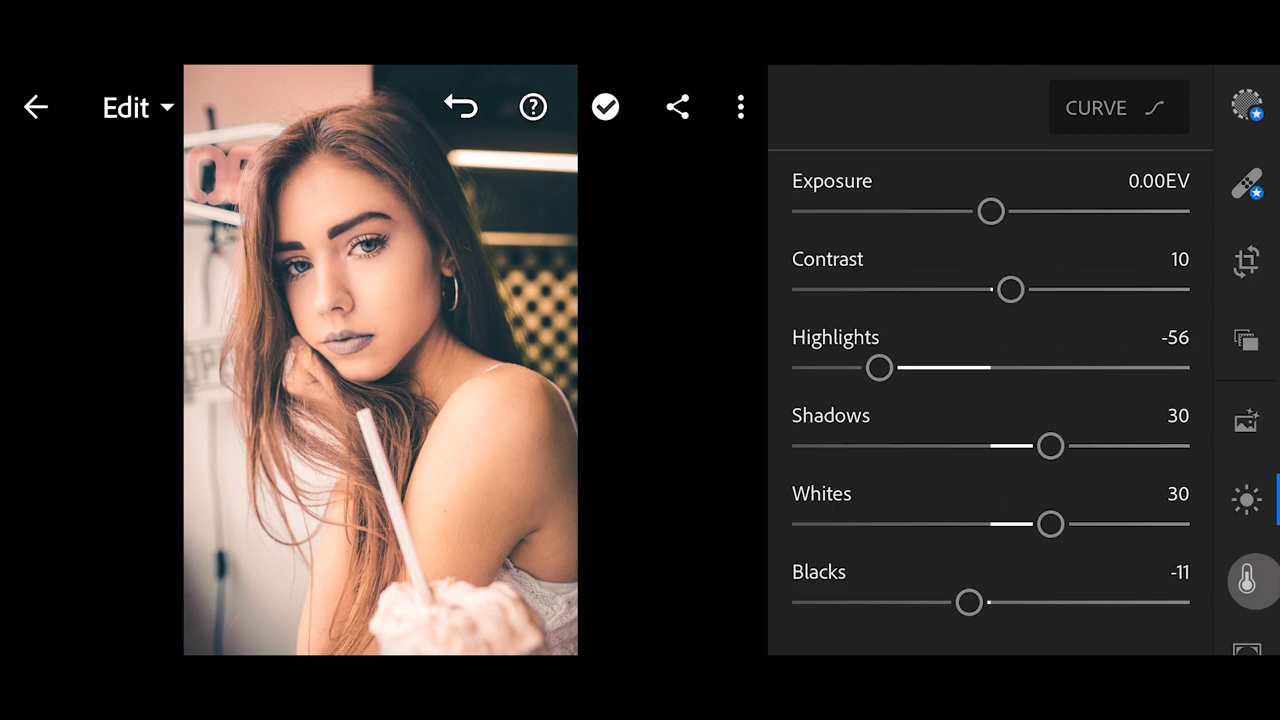 Edit
CURVE
Exposure 0.00EV
Contrast 10
Highlights -56
Shadows 30
Whites 30
Blacks -11